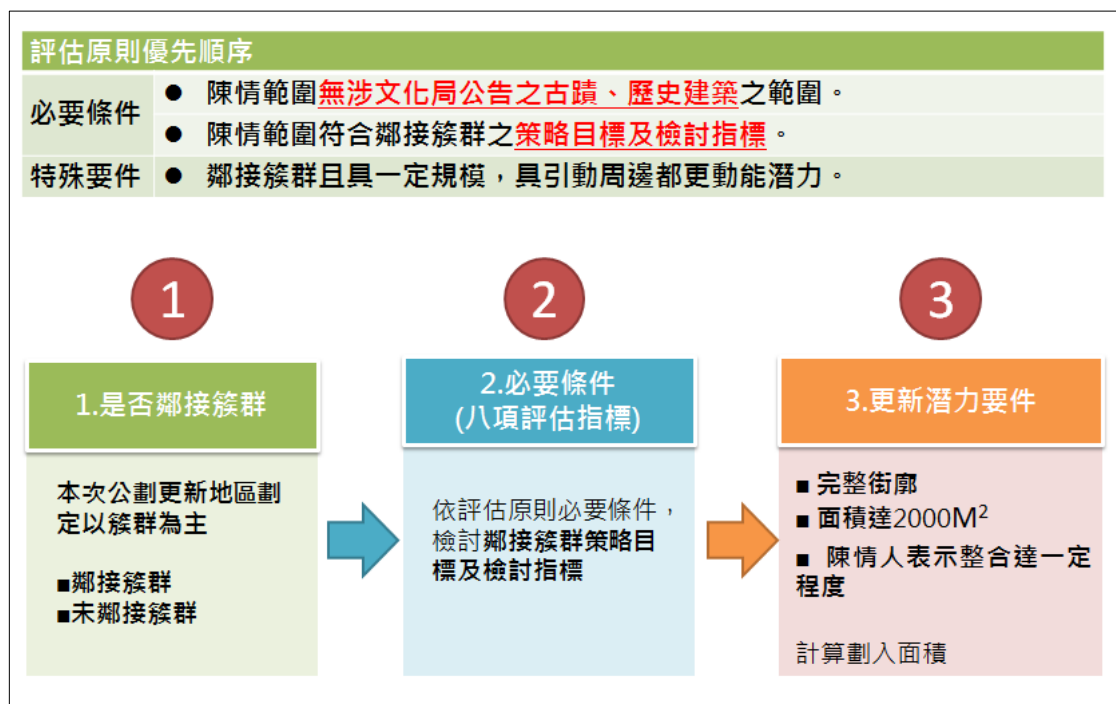 評估原則優先順序
必要條件
● 陳情範圍無涉文化局公告之古蹟、歷史建築之範圍。
● 陳情範圍符合鄰接簇群之策略目標及檢討指標。
特殊要件 ● 鄰接簇群且具一定規模，具引動周邊都更動能潛力。
1
2
3
1.是否鄰接簇群
本次公劃更新地區劃
定以簇群為主
■鄰接簇群
■未鄰接簇群
2.必要條件
(八項評估指標)
依評估原則必要條件，
檢討鄰接簇群策略目
標及檢討指標
3.更新潛力要件
■ 完整街廓
■ 面積達2000M²
■ 陳情人表示整合達一定
程度
計算劃入面積